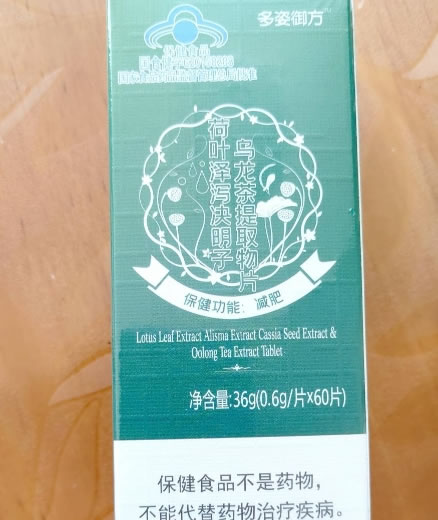 多姿御方
保健食品
荷叶泽泻决明子
乌龙茶提取物片
保健功能：减肥
Lotus Leaf Extract Alisma Extract Cassia Seed Extract &
Oolong Tea Extract Tablet
净含量:36g(0.6g/片×60片)
保健食品不是药物，
不能代替药物治疗疾病。